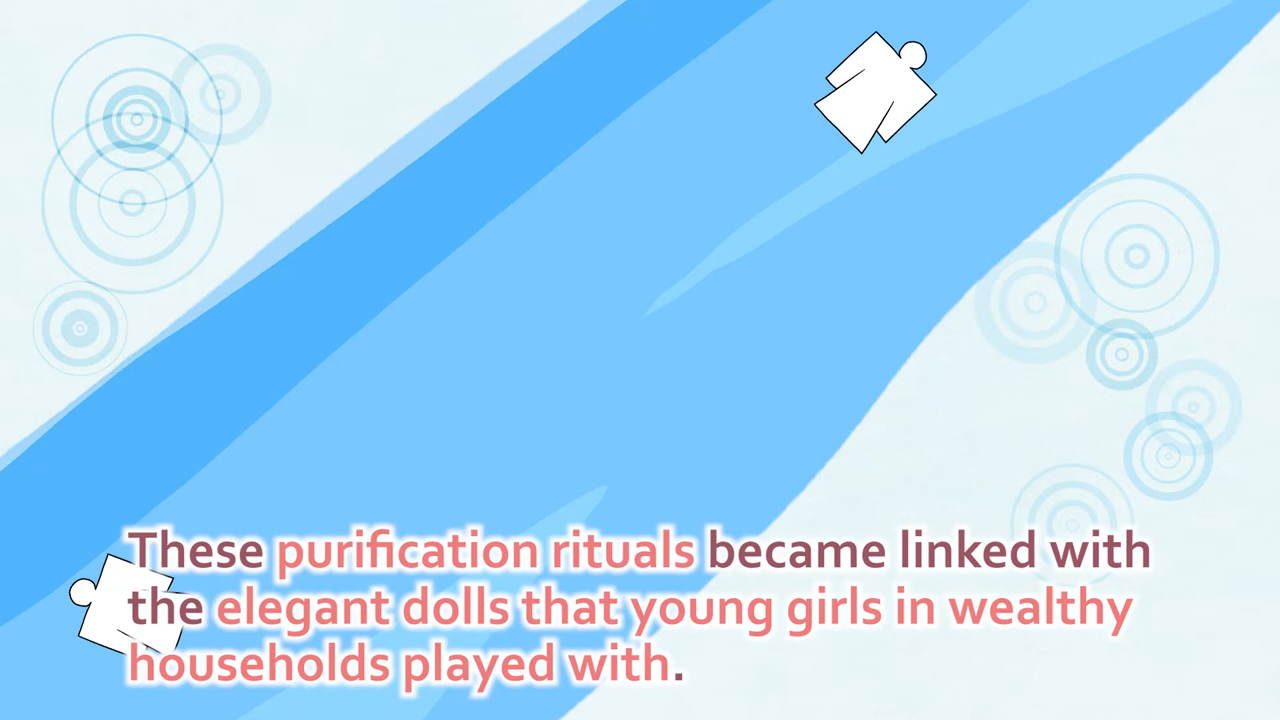 These purification rituals became linked with
the elegant dolls that young girls in wealthy
households played with.